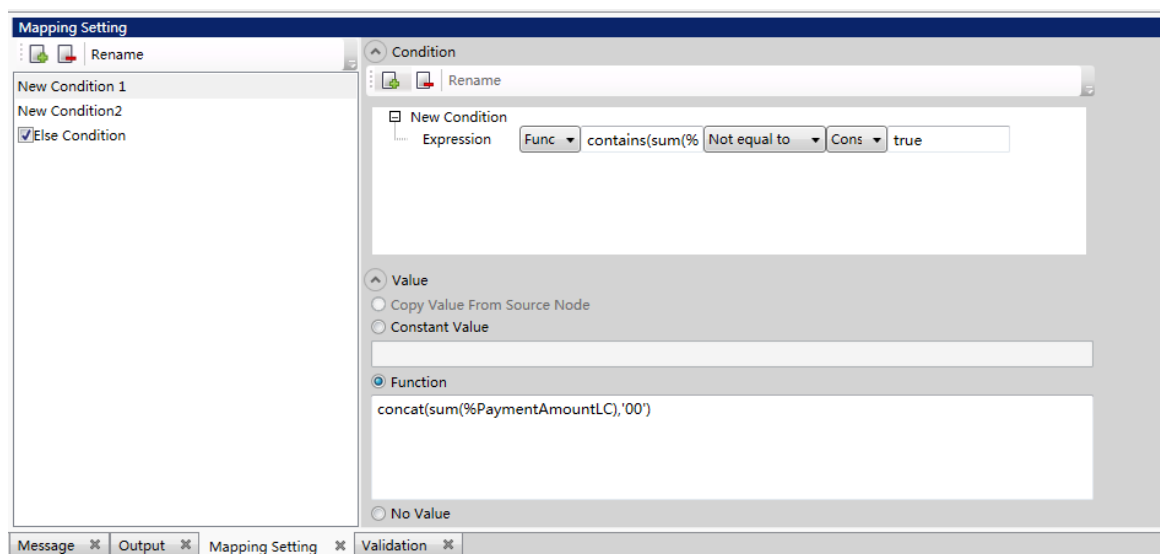 Mapping Setting
Rename
New Condition 1
New Condition2
Else Condition
Condition
Rename
New Condition
Expression Func contains(sum(% Not equal to Cons true
Value
Copy Value From Source Node
Constant Value
Function
concat(sum(%PaymentAmountLC),'00')
No Value
Message Output Mapping Setting Validation